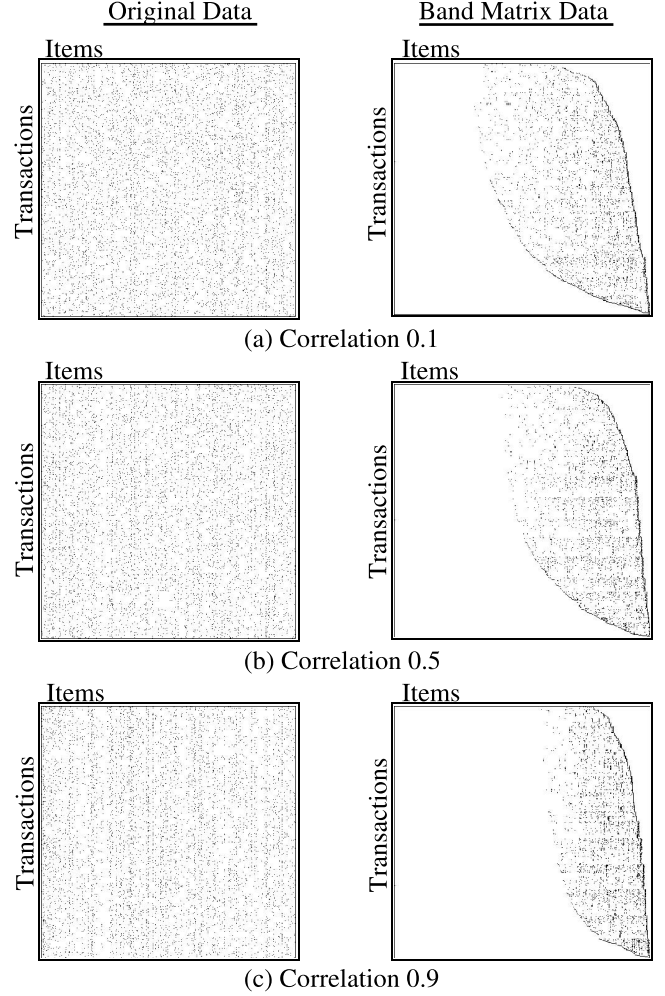 Original Data
Band Matrix Data
Items
Items
Transactions
Transactions
(a) Correlation 0.1
Items
Items
Transactions
Transactions
(b) Correlation 0.5
Items
Items
Transactions
Transactions
(c) Correlation 0.9